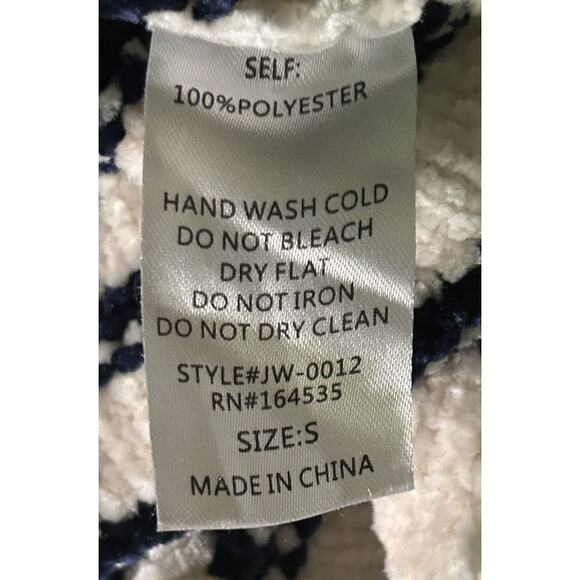 SELF:
100%POLYESTER
HAND WASH COLD
DO NOT BLEACH
DRY FLAT
DO NOT IRON
DO NOT DRY CLEAN
STYLE#JW-0012
RN#164535
SIZE:S
MADE IN CHINA